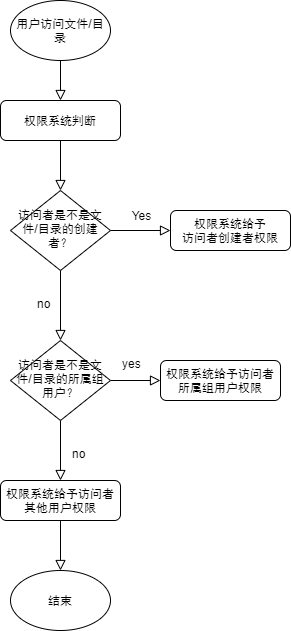 用户访问文件/目
录
权限系统判断
访问者是不是文
件/目录的创建
者？
Yes
权限系统给予
访问者创建者权限
no
访问者是不是文
件/目录的所属组
用户？
yes
权限系统给予访问者
所属组用户权限
no
权限系统给予访问者
其他用户权限
结束